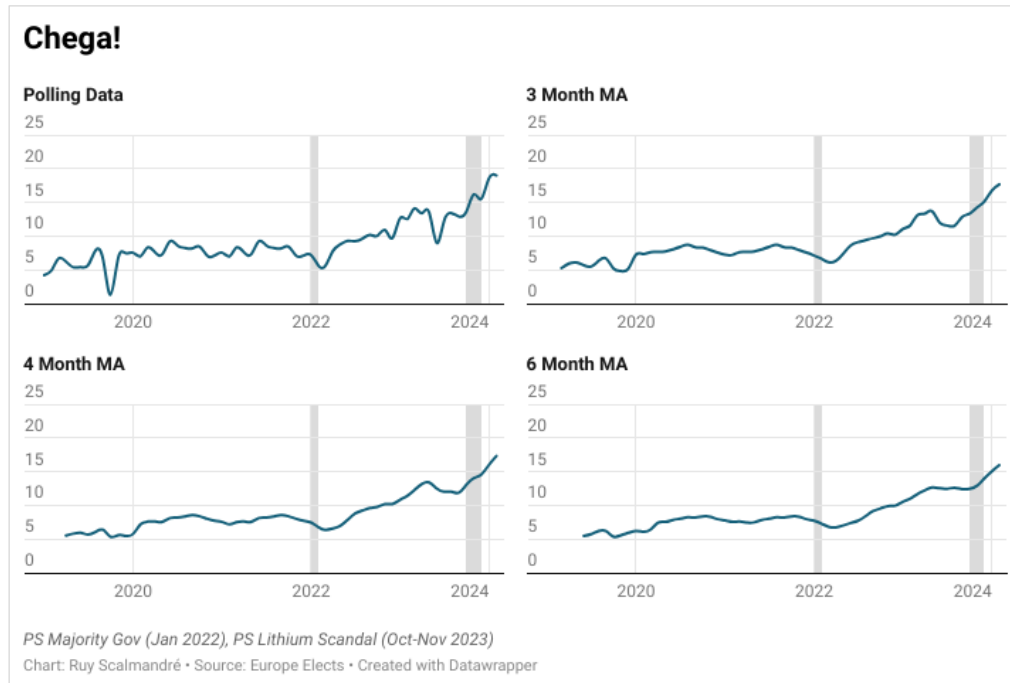 Chega!
Polling Data
25
20
15
10
5
0
2020 2022 2024
3 Month MA
25
20
15
10
5
0
2020 2022 2024
4 Month MA
25
20
15
10
5
0
2020 2022 2024
6 Month MA
25
20
15
10
5
0
2020 2022 2024
PS Majority Gov (Jan 2022), PS Lithium Scandal (Oct-Nov 2023)
Chart: Ruy Scalmandré • Source: Europe Elects • Created with Datawrapper